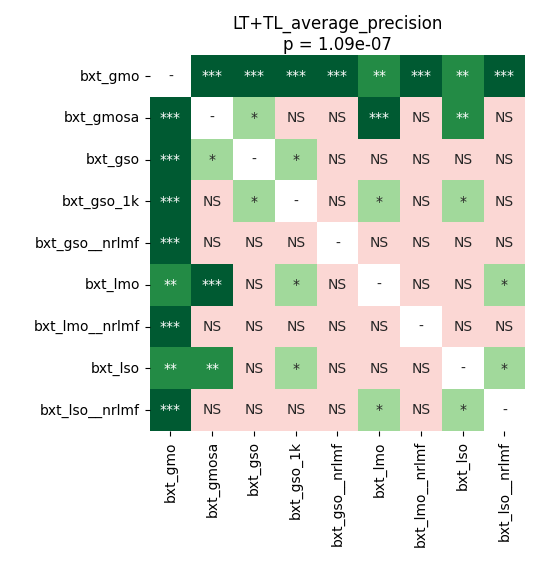 LT+TL_average_precision
p = 1.09e-07
bxt_gmo - *** *** *** *** ** *** ** ***
bxt_gmosa *** - * NS NS *** NS ** NS
bxt_gso *** * - * NS NS NS NS NS
bxt_gso_1k *** NS * - NS * NS * NS
bxt_gso__nrlmf *** NS NS NS - NS NS NS NS
bxt_lmo ** *** NS * NS - NS NS *
bxt_lmo__nrlmf *** NS NS NS NS NS - NS NS
bxt_lso ** ** NS * NS NS NS - *
bxt_lso__nrlmf *** NS NS NS NS * NS * -
bxt_gmo
bxt_gmosa
bxt_gso
bxt_gso_1k
bxt_gso__nrlmf
bxt_lmo
bxt_lmo__nrlmf
bxt_lso
bxt_lso__nrlmf